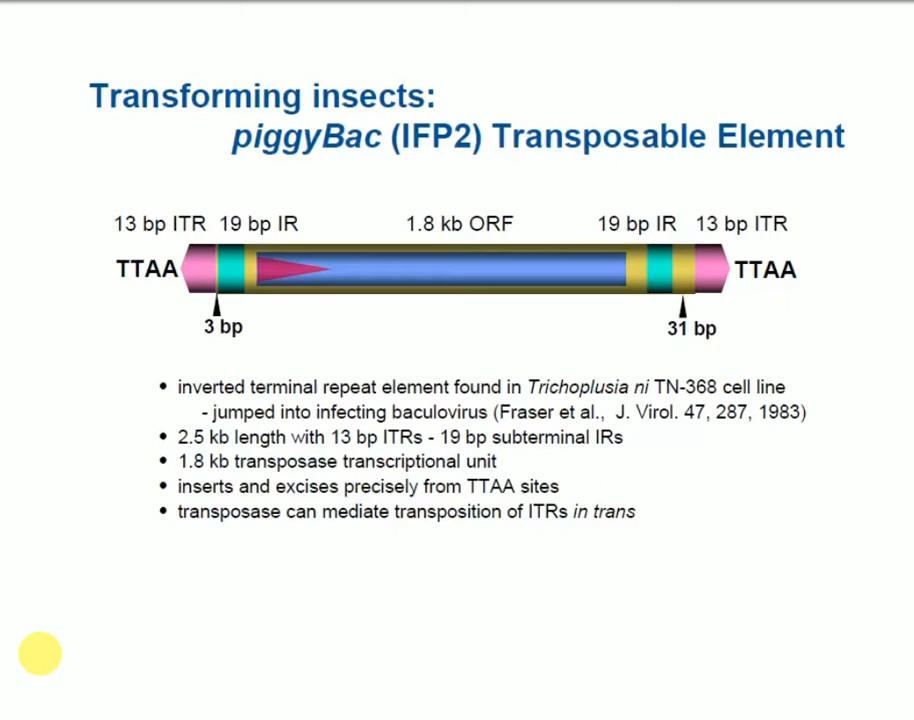 Transforming insects:
piggyBac (IFP2) Transposable Element
13 bp ITR 19 bp IR 1.8 kb ORF 19 bp IR 13 bp ITR
TTAA TTAA
3 bp 31 bp
• inverted terminal repeat element found in Trichoplusia ni TN-368 cell line
- jumped into infecting baculovirus (Fraser et al., J. Virol. 47, 287, 1983)
• 2.5 kb length with 13 bp ITRs - 19 bp subterminal IRs
• 1.8 kb transposase transcriptional unit
• inserts and excises precisely from TTAA sites
• transposase can mediate transposition of ITRs in trans